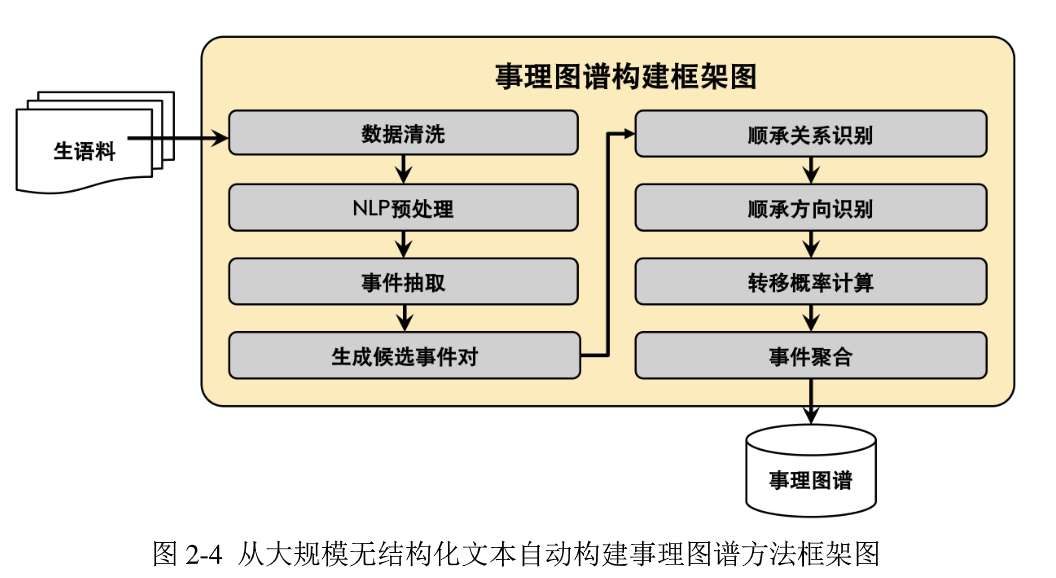 事理图谱构建框架图
生语料
数据清洗
NLP预处理
事件抽取
生成候选事件对
顺承关系识别
顺承方向识别
转移概率计算
事件聚合
事理图谱
图 2-4 从大规模无结构化文本自动构建事理图谱方法框架图